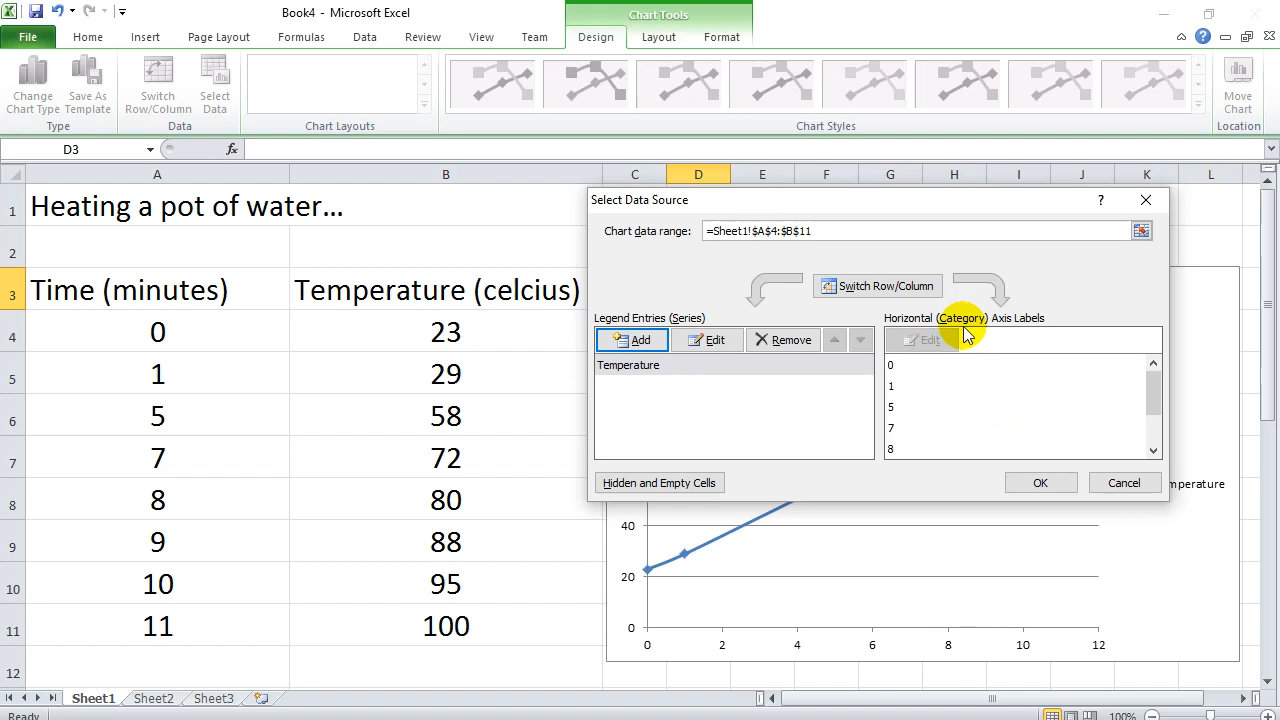 Book4 - Microsoft Excel
Chart Tools
File Home Insert Page Layout Formulas Data Review View Team Design Layout Format
Change Chart Type
Save As Template
Switch Row/Column
Select Data
Move Chart
Type Data Chart Layouts Chart Styles Location
D3 fx
A B C D E F G H I J K L
1 Heating a pot of water...
2
3 Time (minutes) Temperature (celcius)
4 0 23
5 1 29
6 5 58
7 7 72
8 8 80
9 9 88
10 10 95
11 11 100
12
Select Data Source ?
Chart data range: =Sheet1!$A$4:$B$11
Switch Row/Column
Legend Entries (Series)
Add Edit Remove
Temperature
Horizontal (Category) Axis Labels
Edit
0
1
5
7
8
Hidden and Empty Cells OK Cancel
mperature
40
20
0
0 2 4 6 8 10 12
Sheet1 Sheet2 Sheet3
Ready 100%